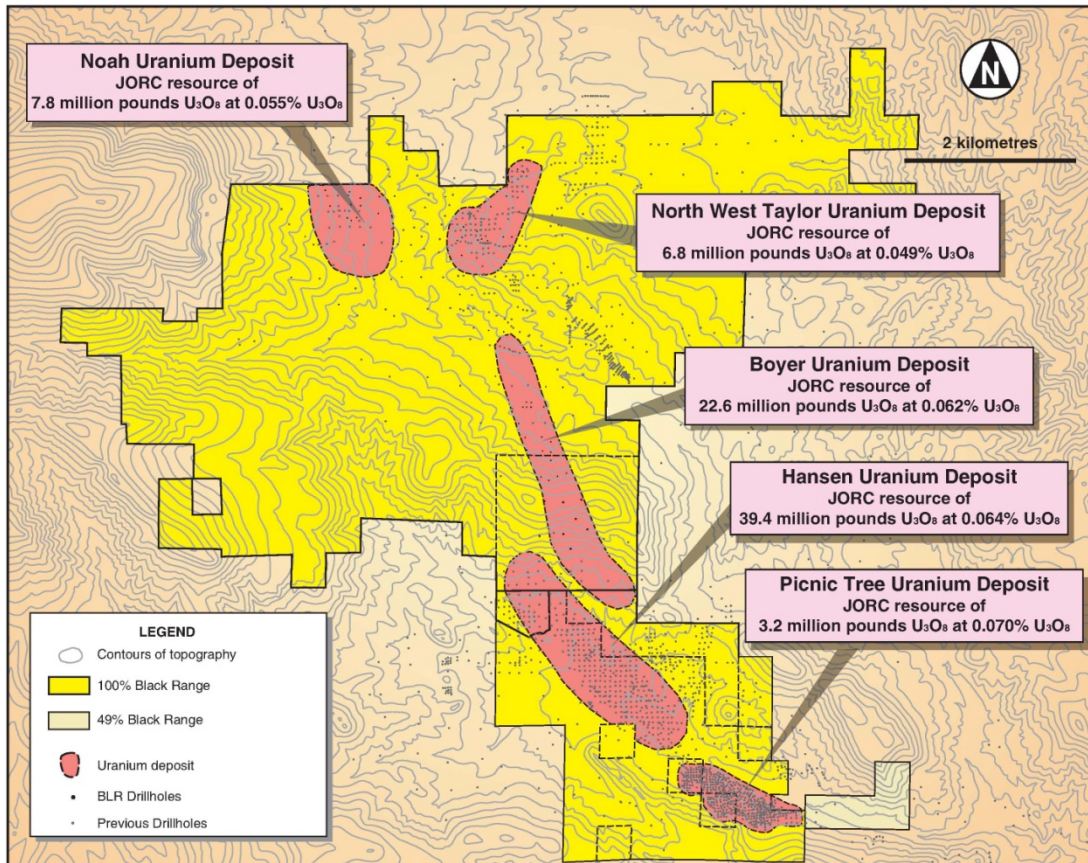 Noah Uranium Deposit
JORC resource of
7.8 million pounds U₃O₈ at 0.055% U₃O₈
N
2 kilometres
North West Taylor Uranium Deposit
JORC resource of
6.8 million pounds U₃O₈ at 0.049% U₃O₈
Boyer Uranium Deposit
JORC resource of
22.6 million pounds U₃O₈ at 0.062% U₃O₈
Hansen Uranium Deposit
JORC resource of
39.4 million pounds U₃O₈ at 0.064% U₃O₈
Picnic Tree Uranium Deposit
JORC resource of
3.2 million pounds U₃O₈ at 0.070% U₃O₈
LEGEND
Contours of topography
100% Black Range
49% Black Range
Uranium deposit
BLR Drillholes
Previous Drillholes